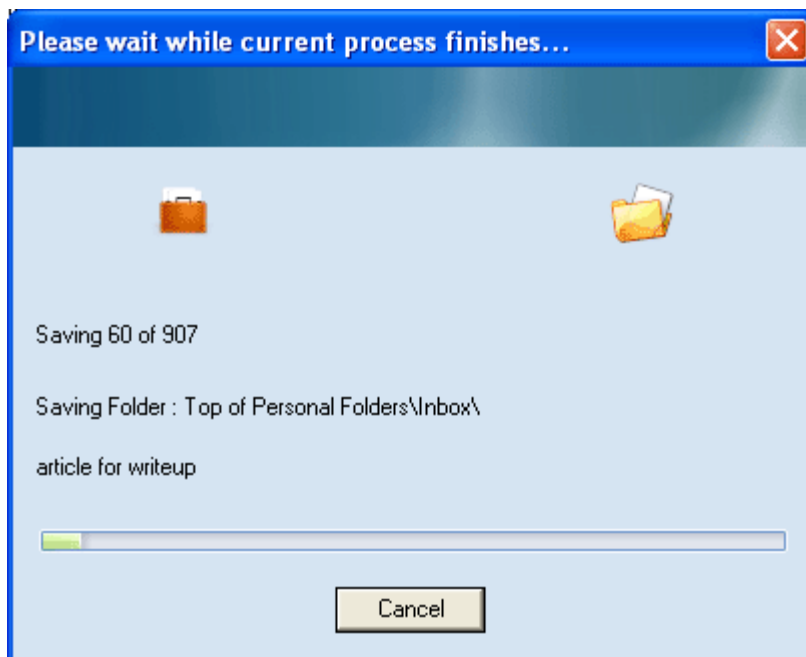 Please wait while current process finishes...
Saving 60 of 907
Saving Folder : Top of Personal Folders\Inbox\
article for writeup
Cancel